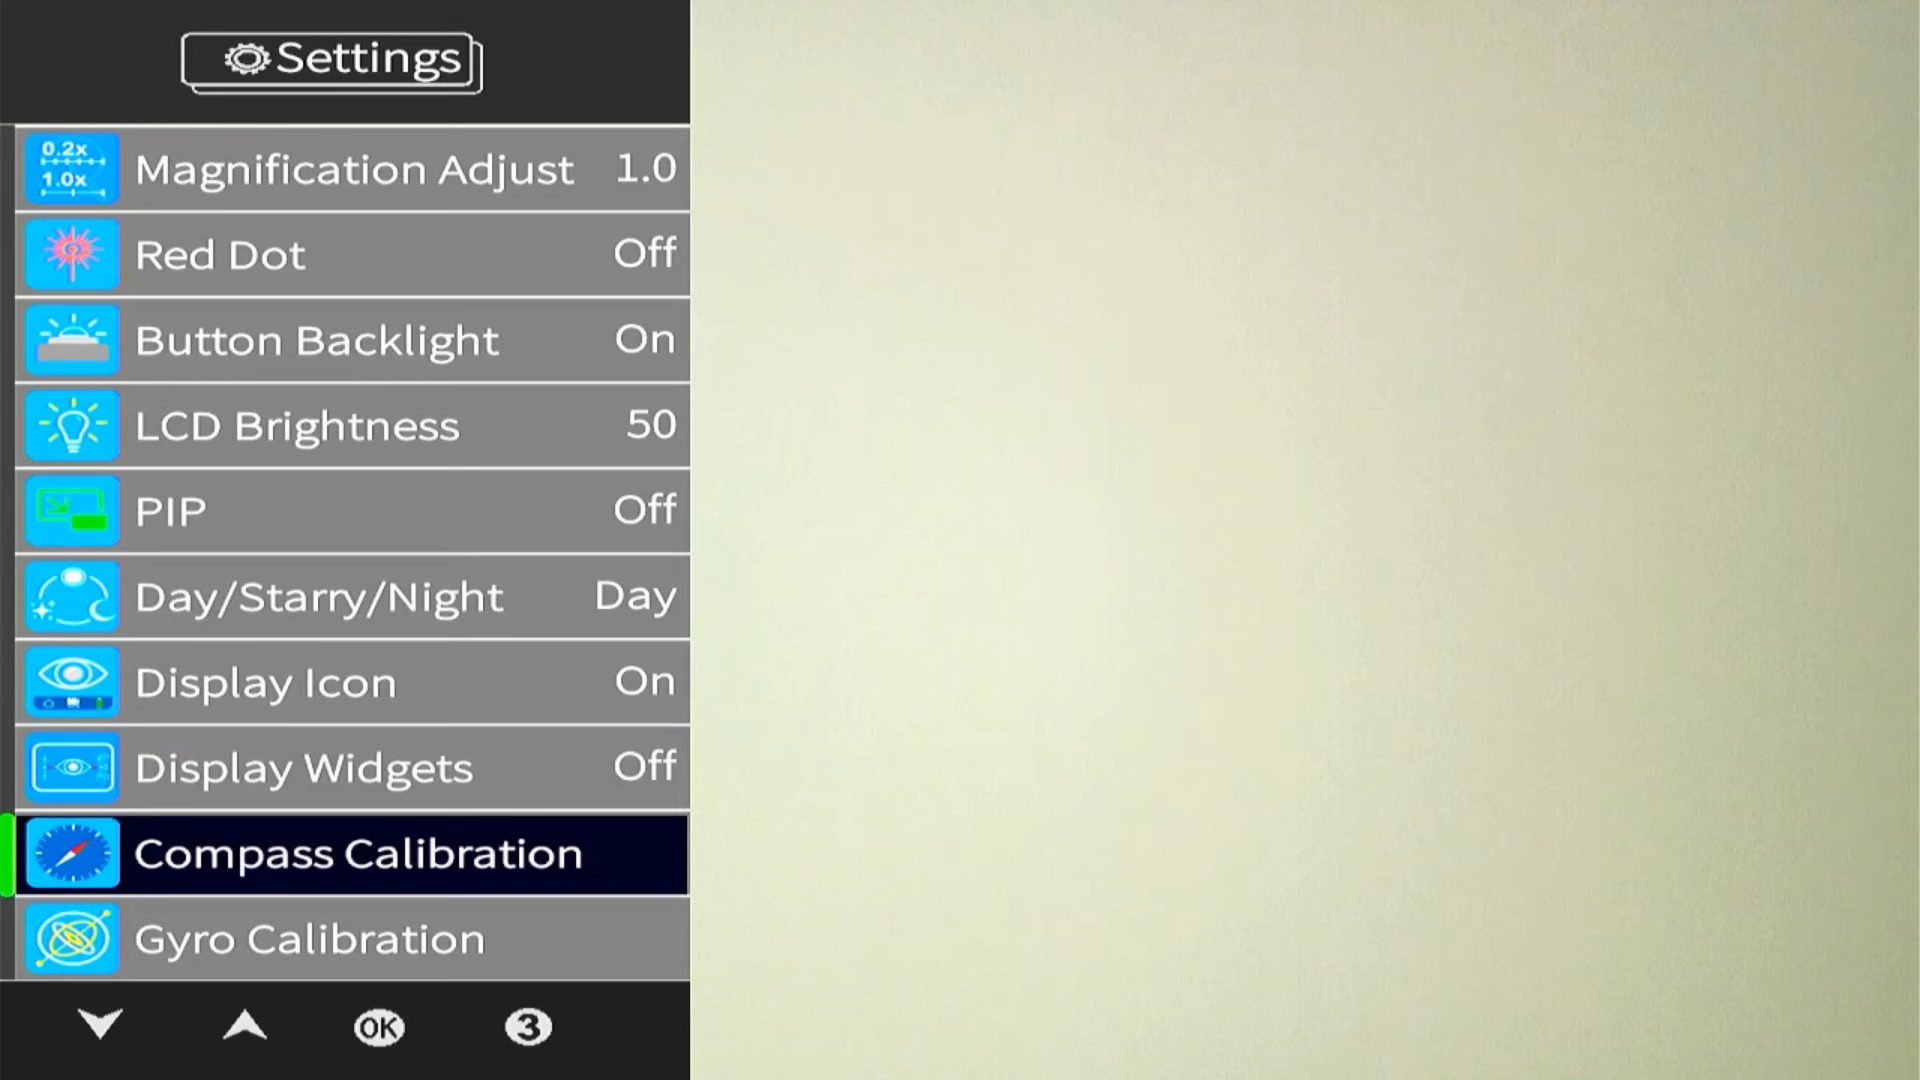 Settings
0.2x
1.0x
Magnification Adjust 1.0
Red Dot Off
Button Backlight On
LCD Brightness 50
PIP Off
Day/Starry/Night Day
Display Icon On
Display Widgets Off
Compass Calibration
Gyro Calibration
OK 3